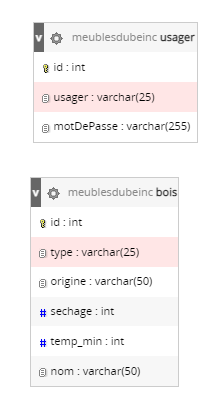 v meublesdubeinc usager
id : int
usager : varchar(25)
motDePasse : varchar(255)
v meublesdubeinc bois
id : int
type : varchar(25)
origine : varchar(50)
# sechage : int
# temp_min : int
nom : varchar(50)